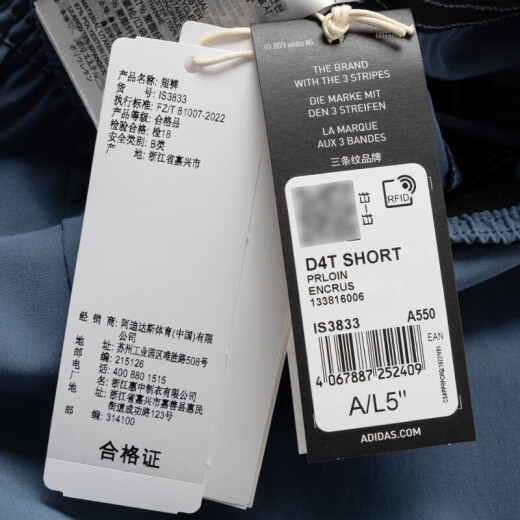 产品名称: 短裤
货 号: IS3833
执行标准: FZ/T 81007-2022
产品等级: 合格品
检验合格: 检18
安全类别: B类
产 地: 浙江省嘉兴市
经 销 商: 阿迪达斯体育(中国)有限
公司
地 址: 苏州工业园区唯胜路508号
邮 编: 215126
电 话: 400 880 1515
浙江惠中制衣有限公司
地 址: 浙江省嘉兴市嘉善县惠民
街道成功路123号
邮 编: 314100
合格证
© 2023 adidas AG
THE BRAND
WITH THE 3 STRIPES
DIE MARKE MIT
DEN 3 STREIFEN
LA MARQUE
AUX 3 BANDES
三条纹品牌
RFID
D4T SHORT
PRLOIN
ENCRUS
133816006
IS3833 A550
EAN
4 067887 252409
A/L5"
ADIDAS.COM